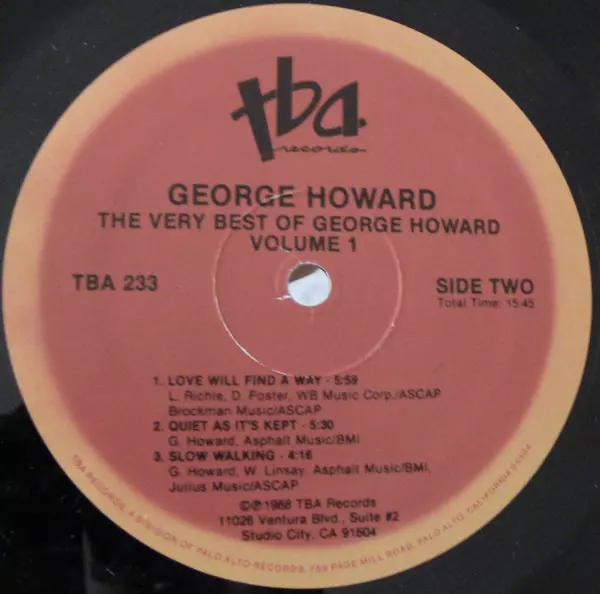 tba
records
GEORGE HOWARD
THE VERY BEST OF GEORGE HOWARD
VOLUME 1
TBA 233
SIDE TWO
Total Time: 15:45
1. LOVE WILL FIND A WAY - 5:59
L. Richie, D. Foster, WB Music Corp./ASCAP
Brockman Music/ASCAP
2. QUIET AS IT'S KEPT - 5:30
G. Howard, Asphalt Music/BMI
3. SLOW WALKING - 4:16
G. Howard, W. Linsay, Asphalt Music/BMI,
Julius Music/ASCAP
©℗1988 TBA Records
11026 Ventura Blvd., Suite #2
Studio City, CA 91604
TBA RECORDS, A DIVISION OF PALO ALTO RECORDS, 755 PAGE MILL ROAD, PALO ALTO, CALIFORNIA 94304